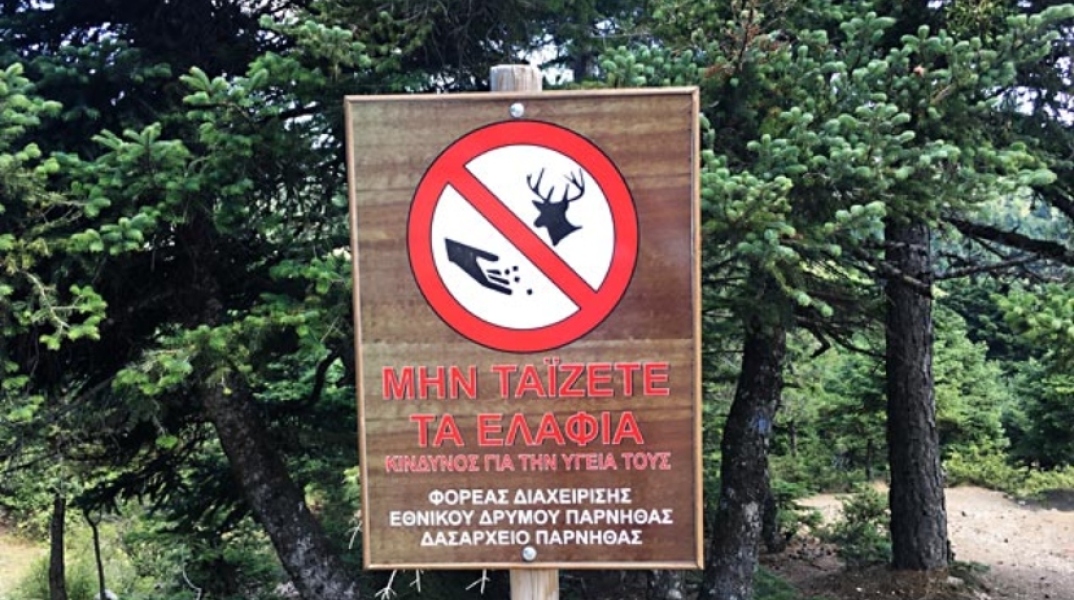 ΜΗΝ ΤΑΪΖΕΤΕ
ΤΑ ΕΛΑΦΙΑ
ΚΙΝΔΥΝΟΣ ΓΙΑ ΤΗΝ ΥΓΕΙΑ ΤΟΥΣ
ΦΟΡΕΑΣ ΔΙΑΧΕΙΡΙΣΗΣ
ΕΘΝΙΚΟΥ ΔΡΥΜΟΥ ΠΑΡΝΗΘΑΣ
ΔΑΣΑΡΧΕΙΟ ΠΑΡΝΗΘΑΣ